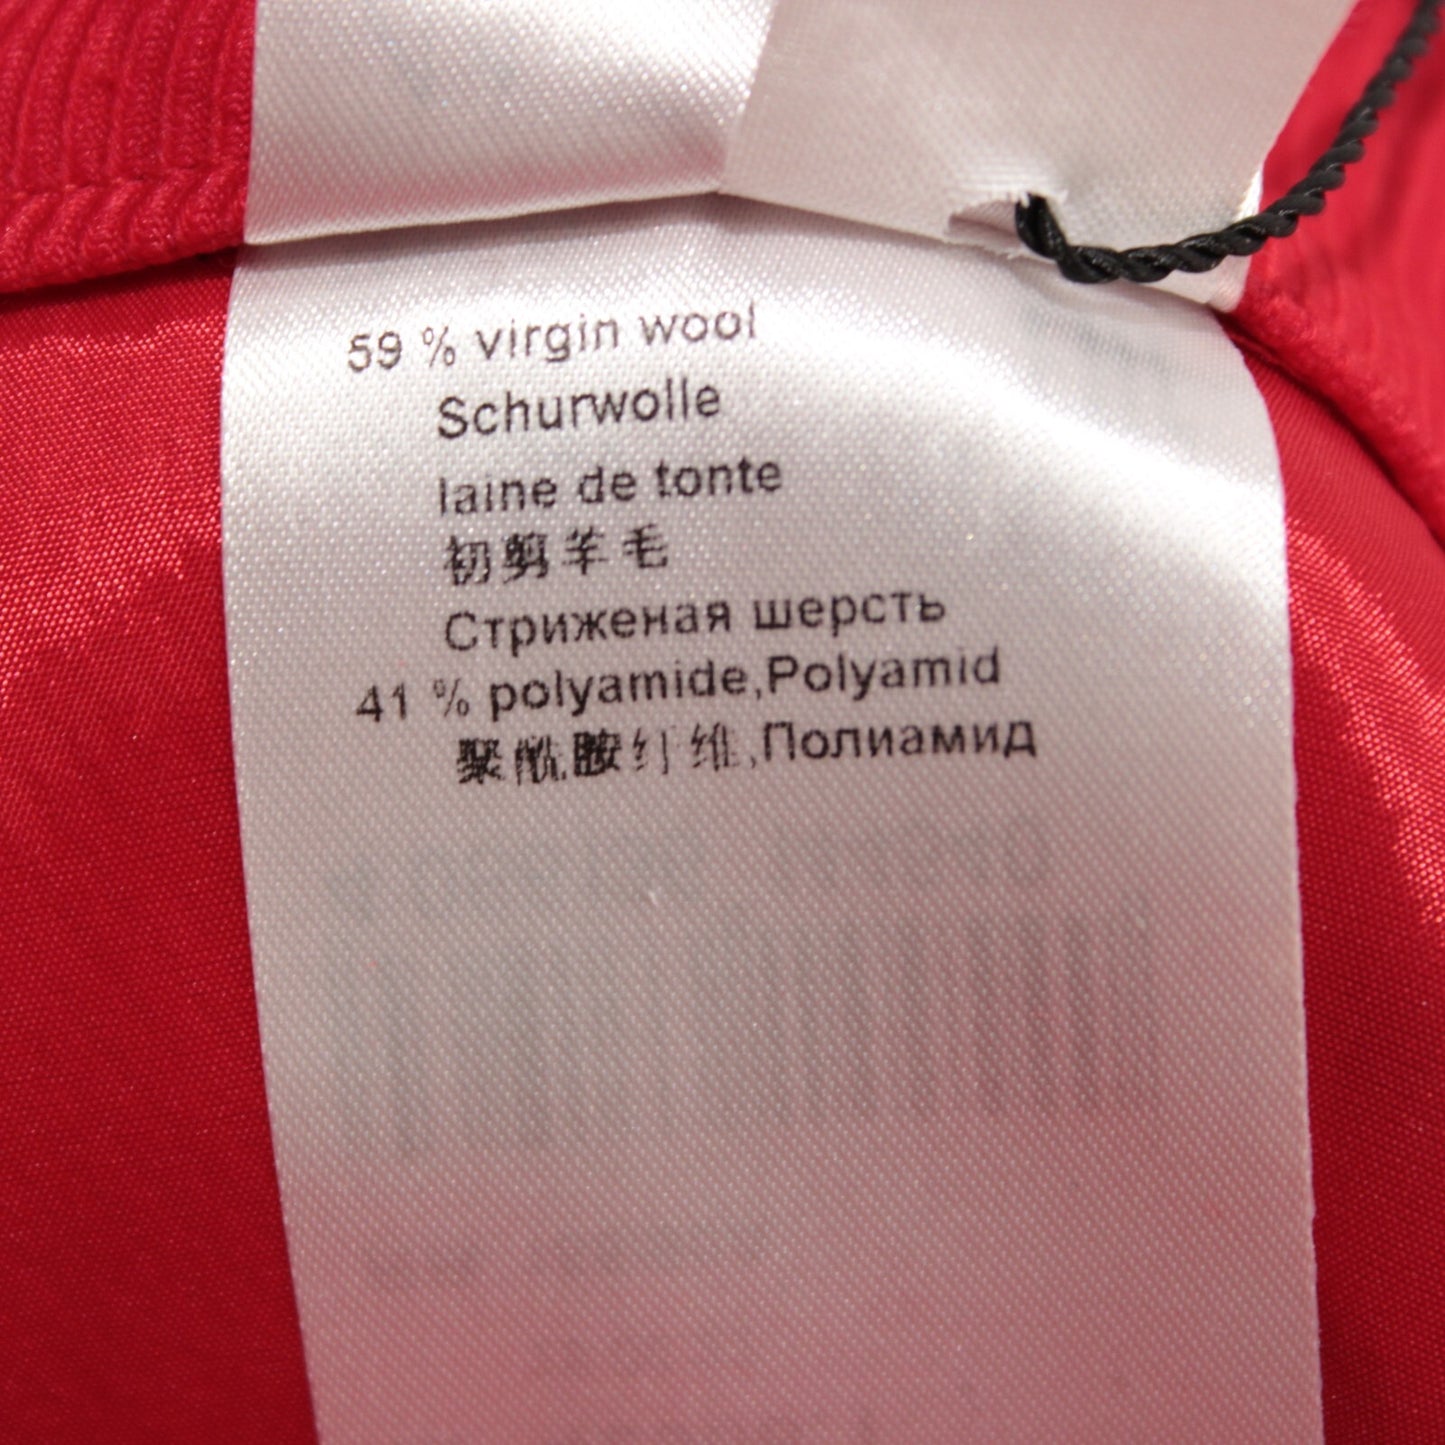 59 % virgin wool
Schurwolle
laine de tonte
初剪羊毛
Стриженая шерсть
41 % polyamide,Polyamid
聚酰胺纤维,Полиамид